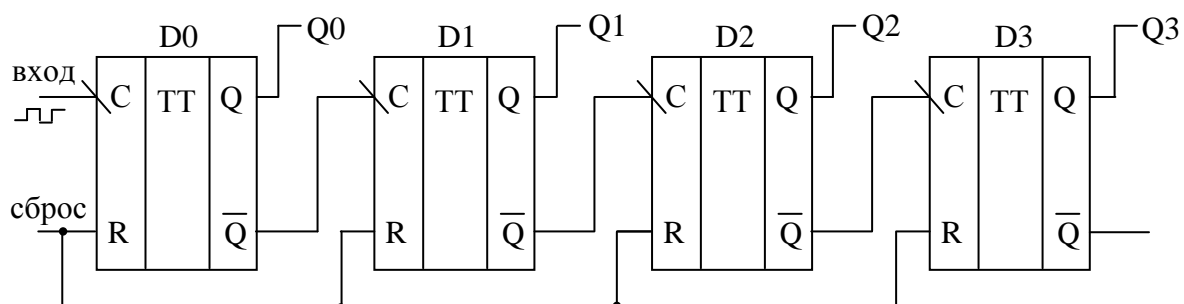 D0 Q0 D1 Q1 D2 Q2 D3 Q3
вход
C TT Q C TT Q C TT Q C TT Q
сброс
R Q̅ R Q̅ R Q̅ R Q̅